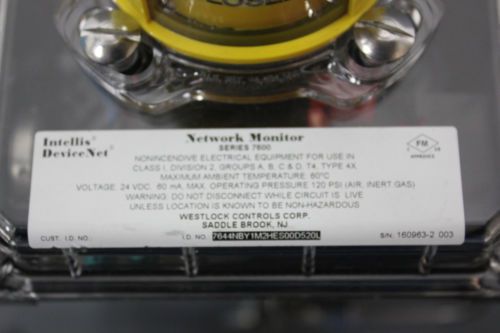 CLOSED
Intellis®
DeviceNet®
Network Monitor
SERIES 7600
FM
APPROVED
NONINCENDIVE ELECTRICAL EQUIPMENT FOR USE IN
CLASS I, DIVISION 2, GROUPS A, B, C & D. T4, TYPE 4X,
MAXIMUM AMBIENT TEMPERATURE: 60°C
VOLTAGE: 24 VDC, 60 mA, MAX. OPERATING PRESSURE 120 PSI (AIR, INERT GAS)
WARNING: DO NOT DISCONNECT WHILE CIRCUIT IS LIVE
UNLESS LOCATION IS KNOWN TO BE NON-HAZARDOUS
WESTLOCK CONTROLS CORP.
SADDLE BROOK, NJ
CUST. I.D. NO.:
I.D. NO. 7644NBY1M2HES00D520L
S/N: 160963-2 003